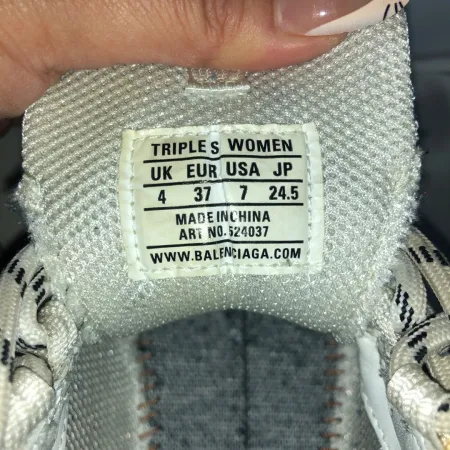 TRIPLE S WOMEN
UK EUR USA JP
4 37 7 24.5
MADE IN CHINA
ART NO.524037
WWW.BALENCIAGA.COM